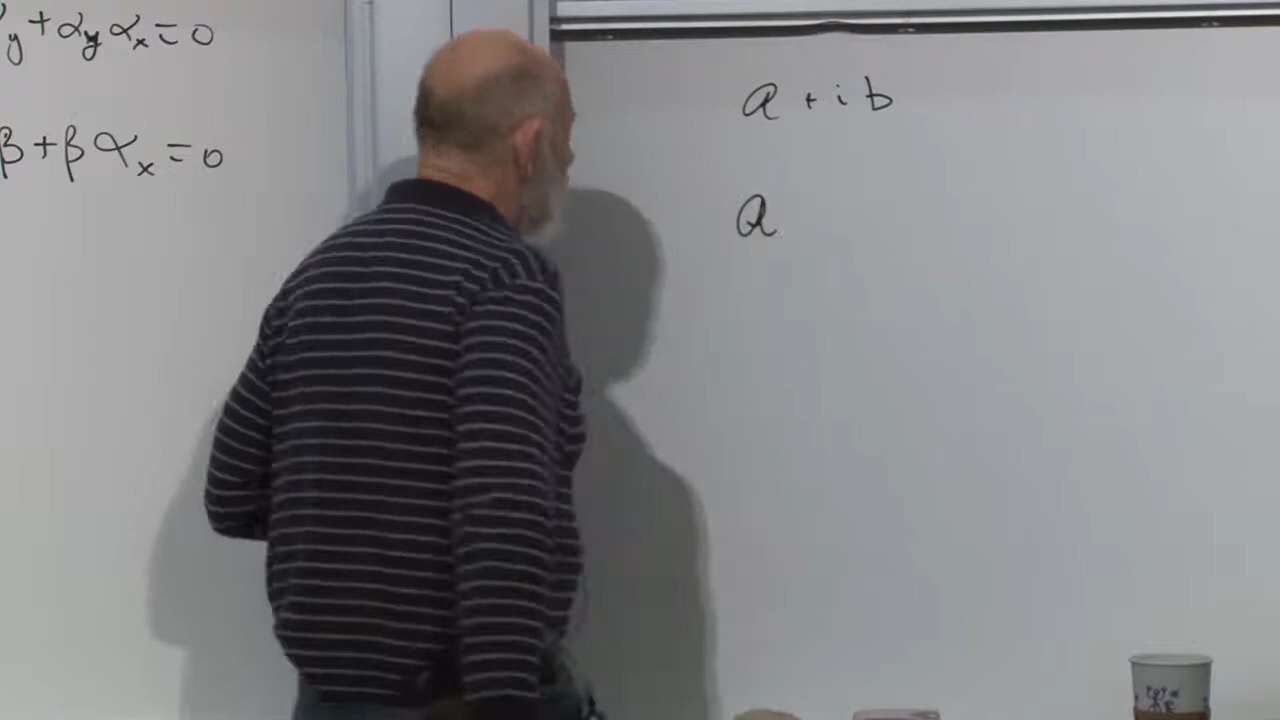 y + αyαx = 0
β + βαx = 0
a + ib
a